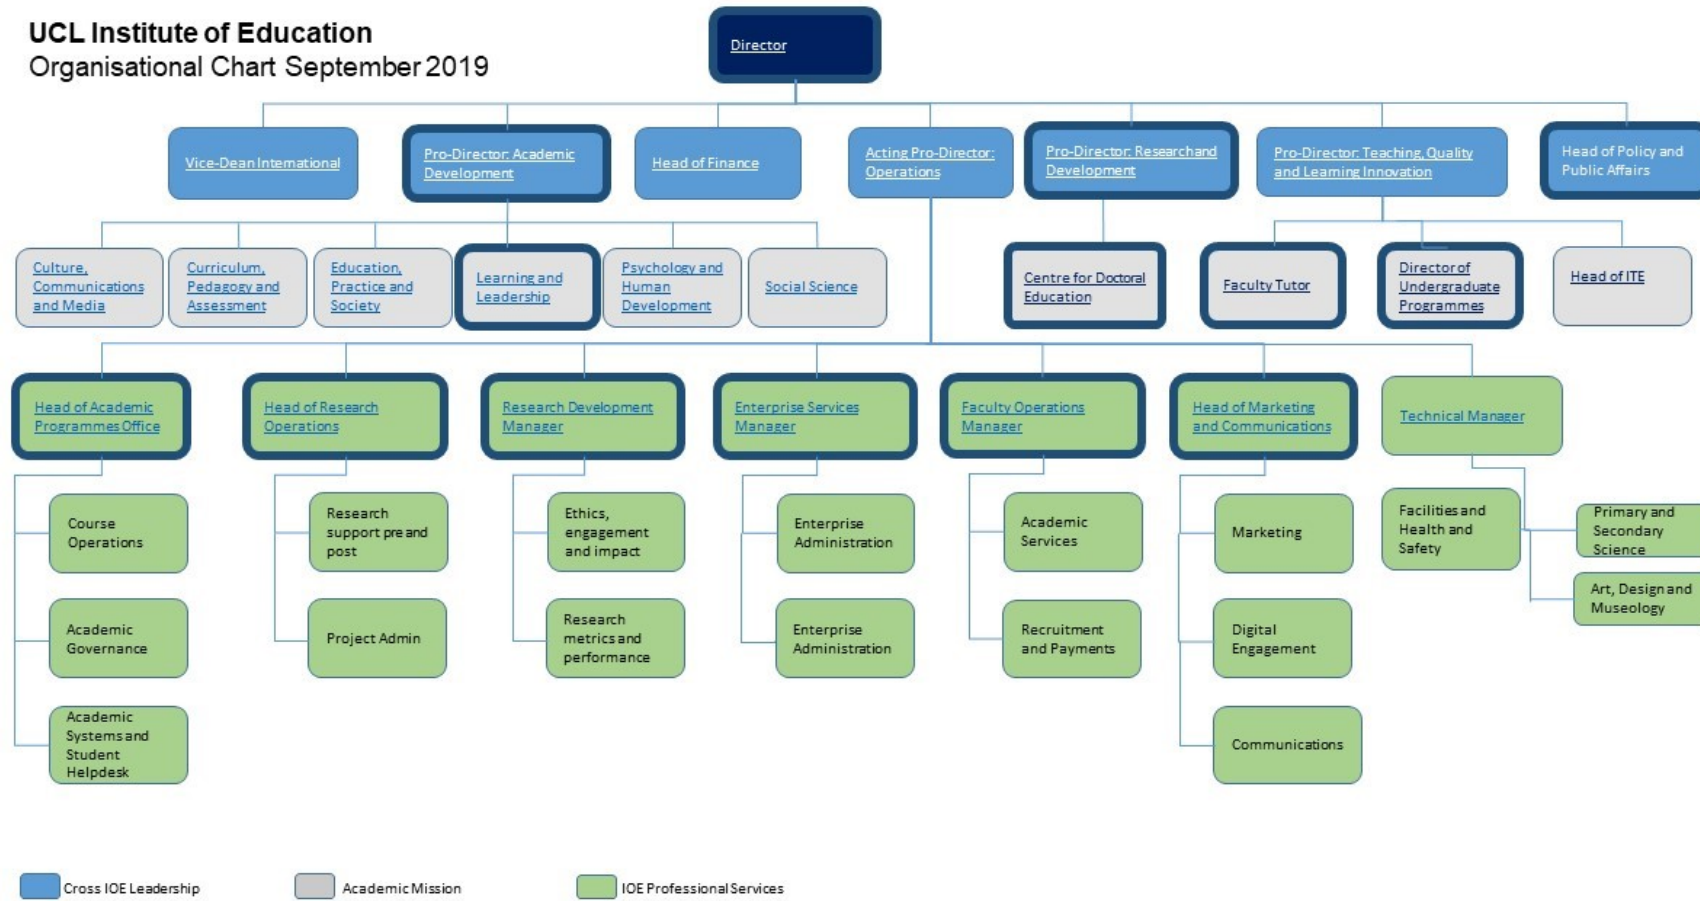 UCL Institute of Education
Organisational Chart September 2019
Director
Vice-Dean International
Pro-Director: Academic
Development
Head of Finance
Acting Pro-Director:
Operations
Pro-Director: Research and
Development
Pro-Director: Teaching, Quality
and Learning Innovation
Head of Policy and
Public Affairs
Culture,
Communications
and Media
Curriculum,
Pedagogy and
Assessment
Education,
Practice and
Society
Learning and
Leadership
Psychology and
Human
Development
Social Science
Centre for Doctoral
Education
Faculty Tutor
Director of
Undergraduate
Programmes
Head of ITE
Head of Academic
Programmes Office
Head of Research
Operations
Research Development
Manager
Enterprise Services
Manager
Faculty Operations
Manager
Head of Marketing
and Communications
Technical Manager
Course
Operations
Research
support pre and
post
Ethics,
engagement
and impact
Enterprise
Administration
Academic
Services
Marketing
Facilities and
Health and
Safety
Primary and
Secondary
Science
Art, Design and
Museology
Academic
Governance
Project Admin
Research
metrics and
performance
Enterprise
Administration
Recruitment
and Payments
Digital
Engagement
Academic
Systems and
Student
Helpdesk
Communications
Cross IOE Leadership
Academic Mission
IOE Professional Services